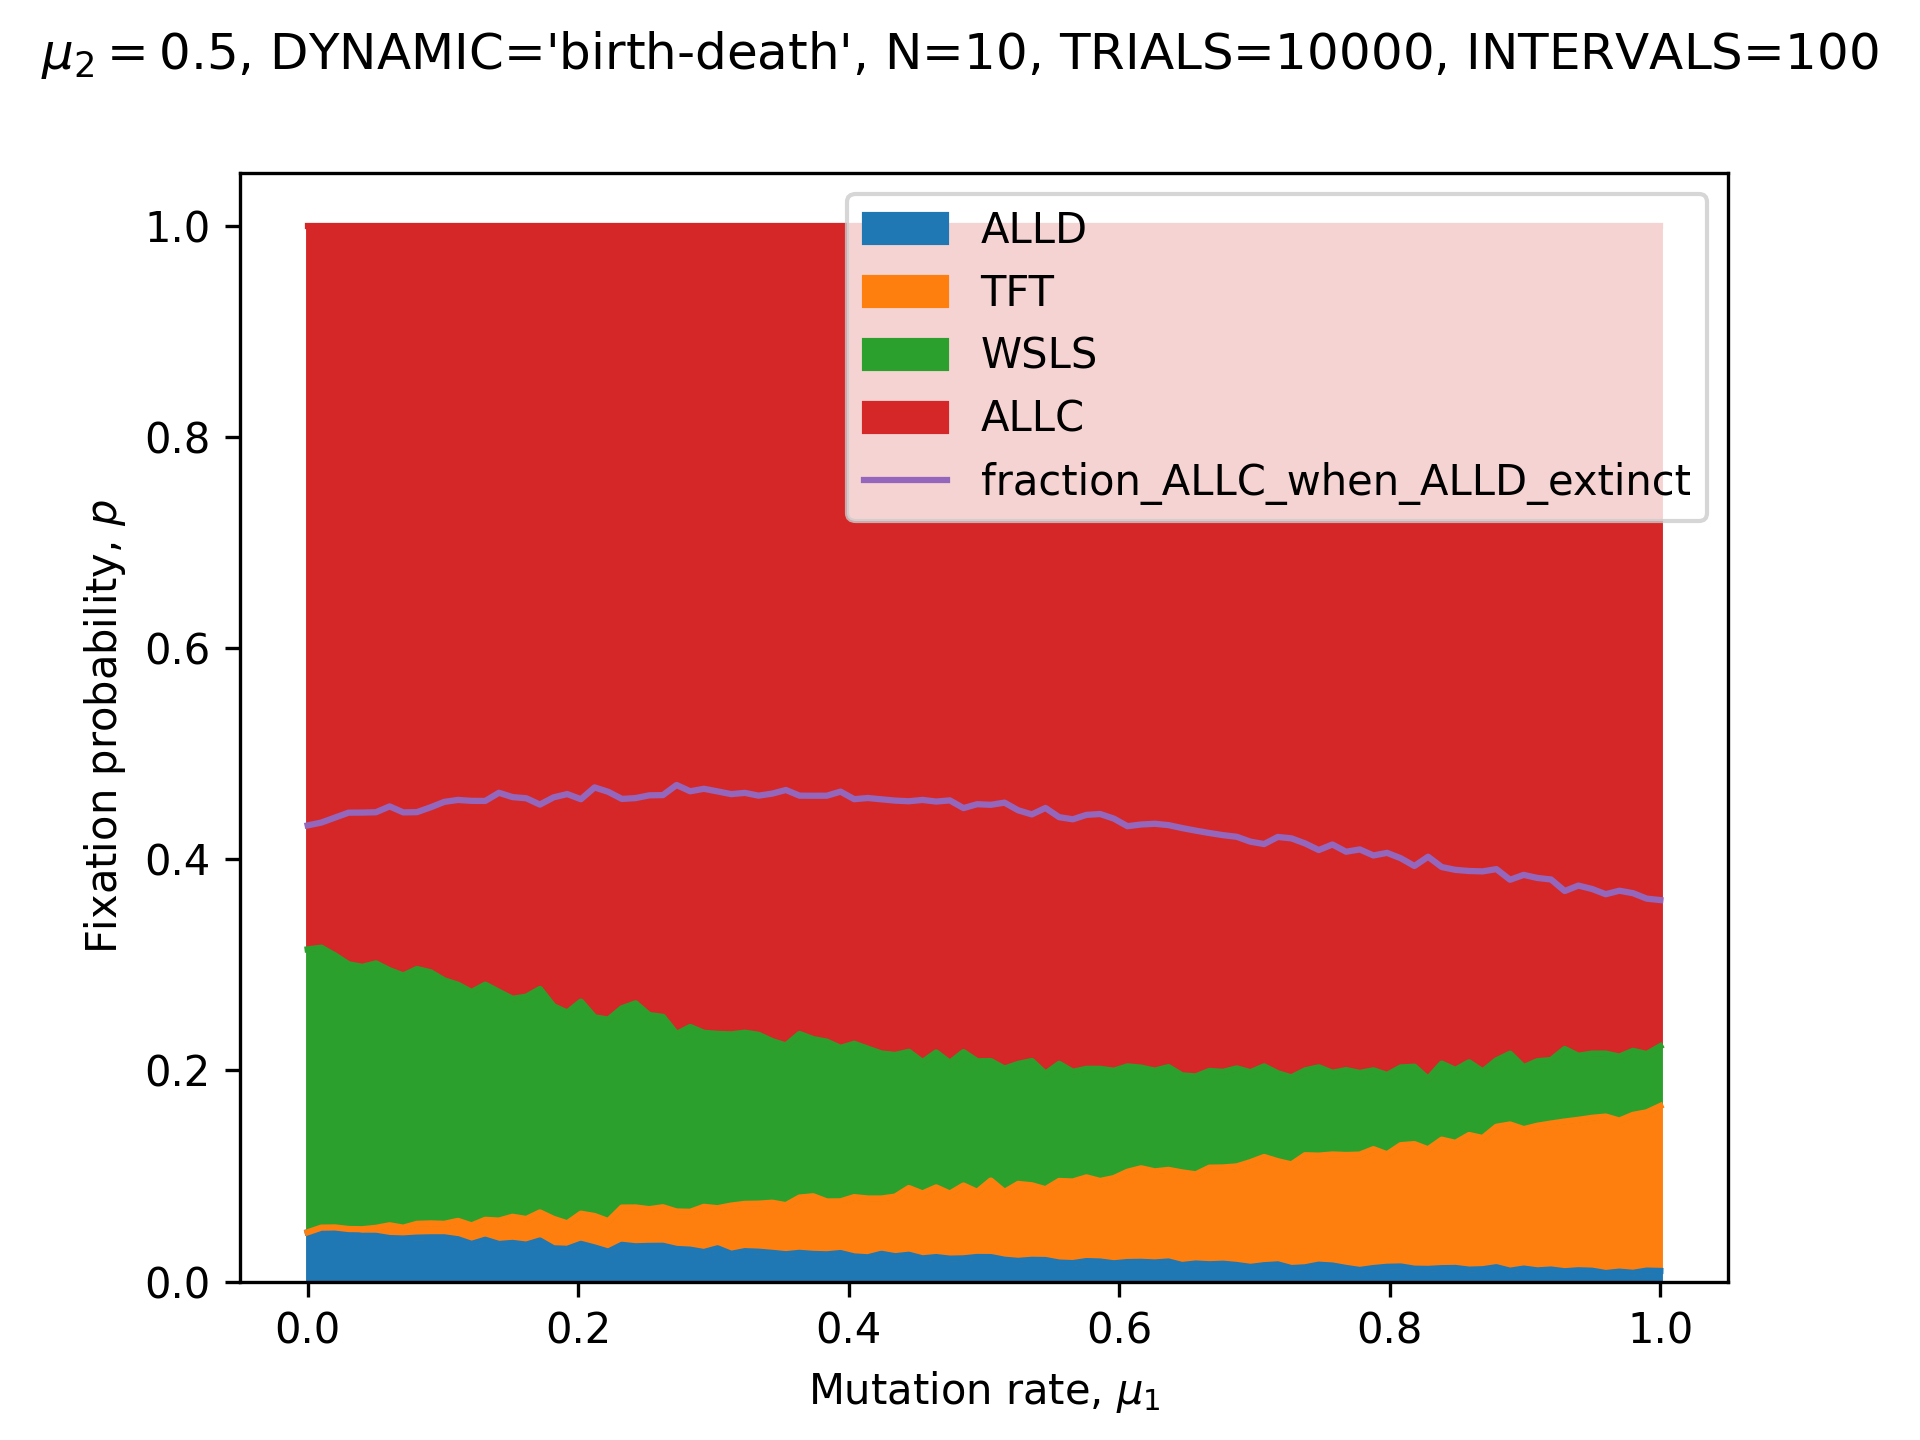 μ₂ = 0.5, DYNAMIC='birth-death', N=10, TRIALS=10000, INTERVALS=100
ALLD
TFT
WSLS
ALLC
fraction_ALLC_when_ALLD_extinct
Fixation probability, p
1.0
0.8
0.6
0.4
0.2
0.0
0.0 0.2 0.4 0.6 0.8 1.0
Mutation rate, μ₁